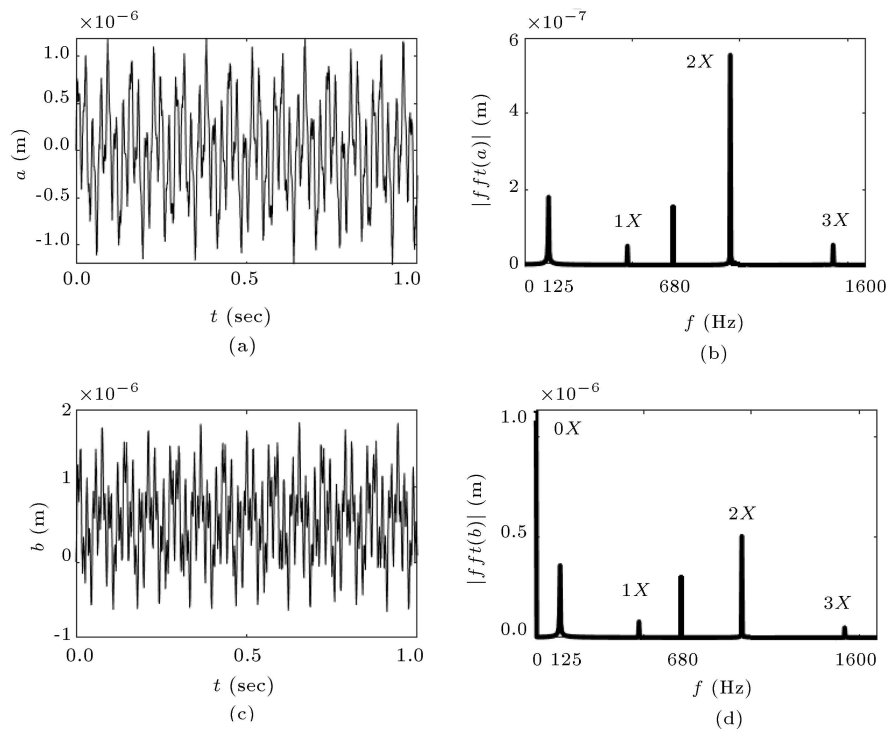 ×10⁻⁶
1.0
0.5
0.0
-0.5
-1.0
a (m)
0.0 0.5 1.0
t (sec)
(a)
×10⁻⁷
6
4
2
0
|fft(a)| (m)
1X
2X
3X
0 125 680 1600
f (Hz)
(b)
×10⁻⁶
2
1
0
-1
b (m)
0.0 0.5 1.0
t (sec)
(c)
×10⁻⁶
1.0
0.5
0.0
|fft(b)| (m)
0X
1X
2X
3X
0 125 680 1600
f (Hz)
(d)